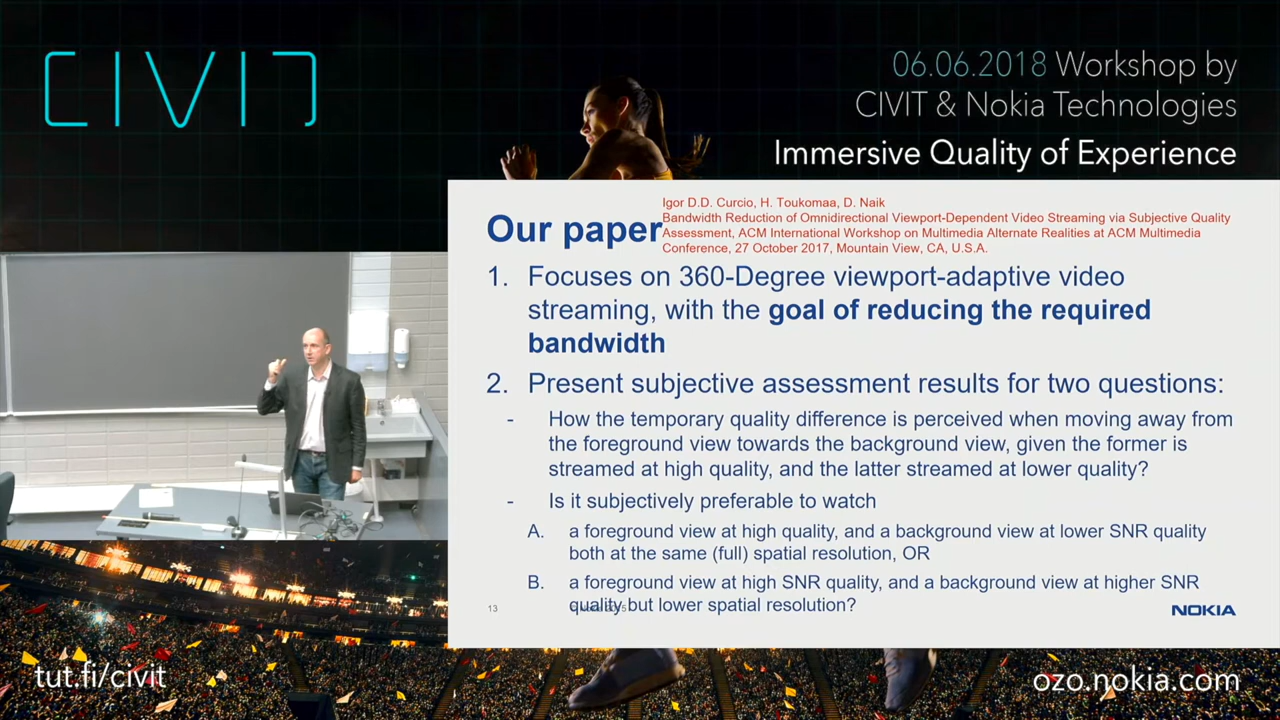 CIVIT
06.06.2018 Workshop by
CIVIT & Nokia Technologies
Immersive Quality of Experience
Igor D.D. Curcio, H. Toukomaa, D. Naik
Bandwidth Reduction of Omnidirectional Viewport-Dependent Video Streaming via Subjective Quality
Assessment, ACM International Workshop on Multimedia Alternate Realities at ACM Multimedia
Conference, 27 October 2017, Mountain View, CA, U.S.A.
Our paper
1. Focuses on 360-Degree viewport-adaptive video
streaming, with the goal of reducing the required
bandwidth
2. Present subjective assessment results for two questions:
- How the temporary quality difference is perceived when moving away from
the foreground view towards the background view, given the former is
streamed at high quality, and the latter streamed at lower quality?
- Is it subjectively preferable to watch
A. a foreground view at high quality, and a background view at lower SNR quality
both at the same (full) spatial resolution, OR
B. a foreground view at high SNR quality, and a background view at higher SNR
quality but lower spatial resolution?
13
NOKIA
tut.fi/civit
ozo.nokia.com